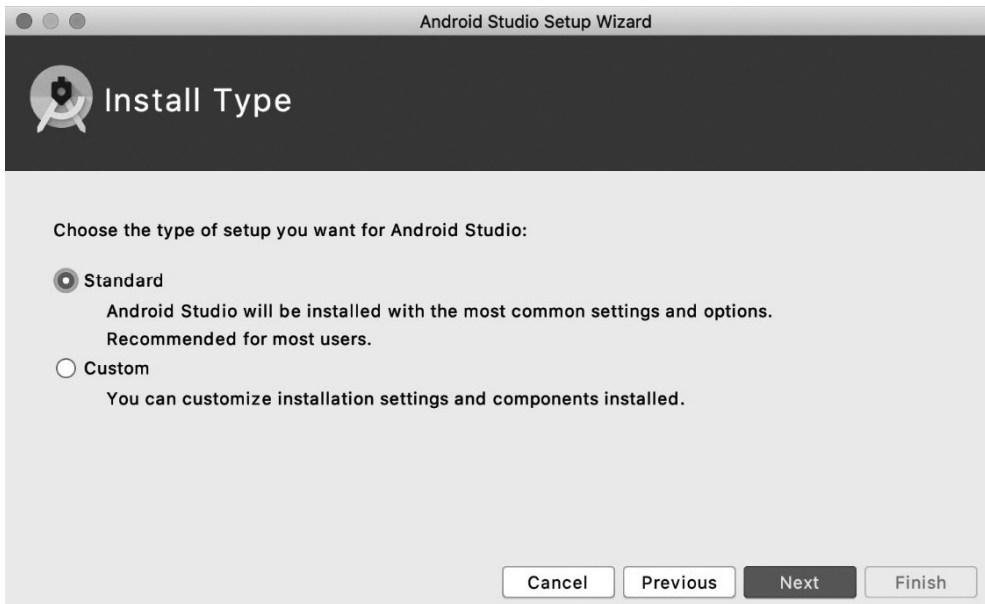 Android Studio Setup Wizard
Install Type
Choose the type of setup you want for Android Studio:
Standard
Android Studio will be installed with the most common settings and options.
Recommended for most users.
Custom
You can customize installation settings and components installed.
Cancel Previous Next Finish